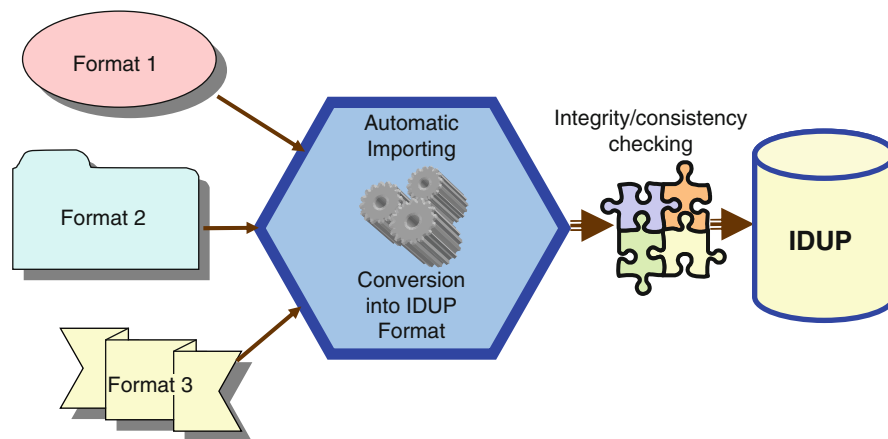 Format 1
Format 2
Format 3
Automatic
Importing
Conversion
into IDUP
Format
Integrity/consistency
checking
IDUP